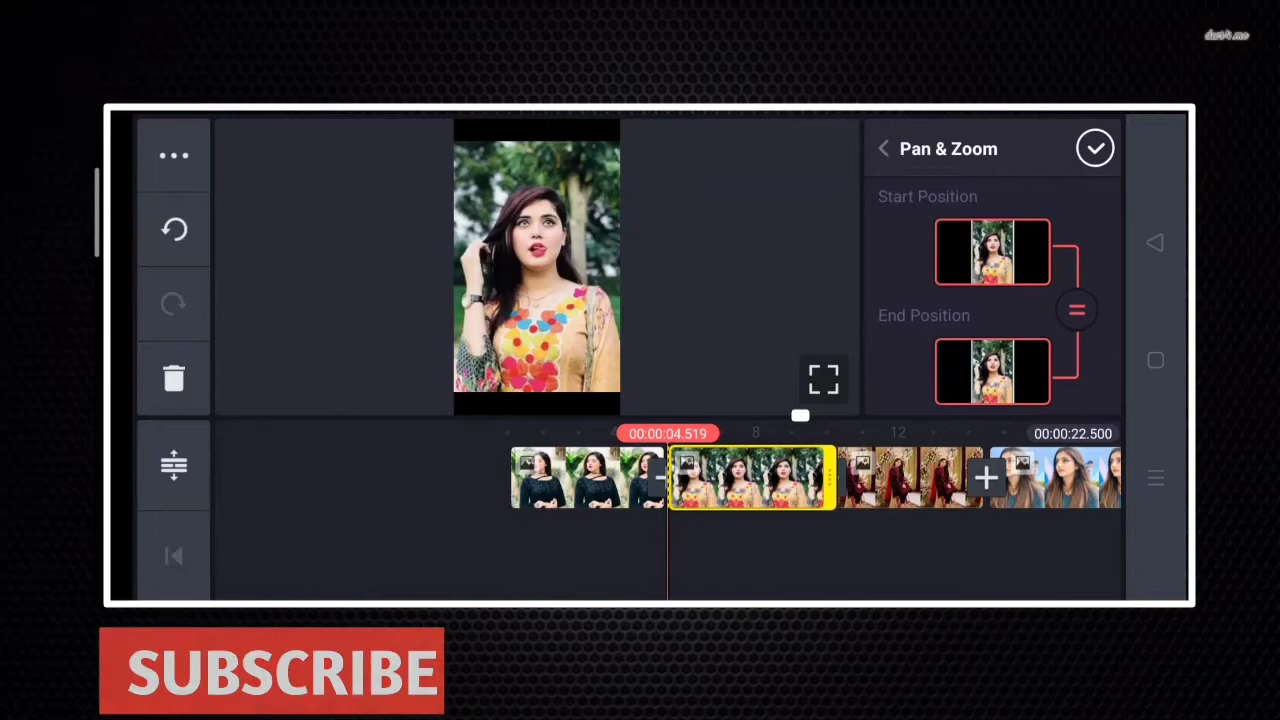 Pan & Zoom
Start Position
End Position
00:00:04.519
8
12
00:00:22.500
SUBSCRIBE